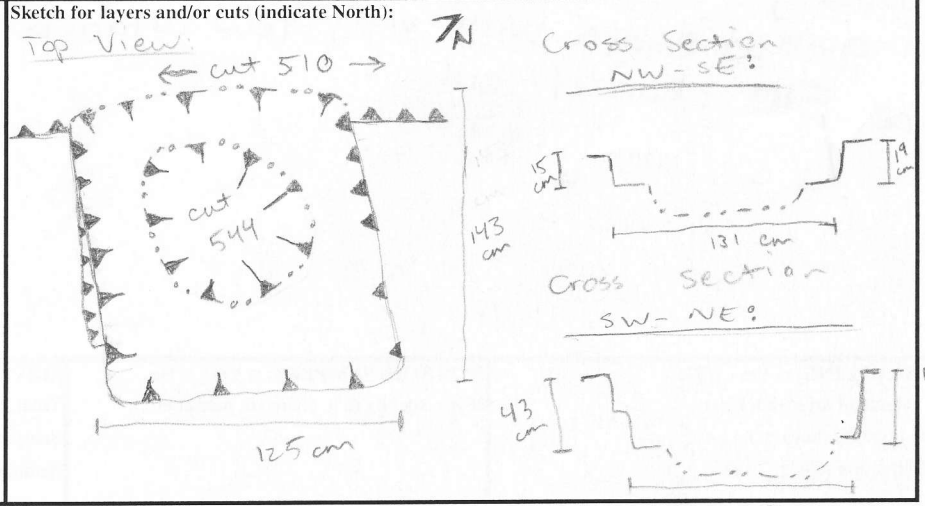 Sketch for layers and/or cuts (indicate North):
Top View:
N
← cut 510 →
cut
544
143
cm
125 cm
Cross Section
NW-SE:
15
cm
19
cm
131 cm
Cross Section
SW-NE:
43
cm